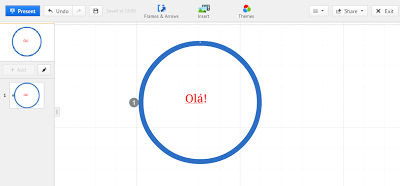 Present
Undo
Frames & Arrows
Insert
Themes
Share
Exit
Add
1
1
Olá!